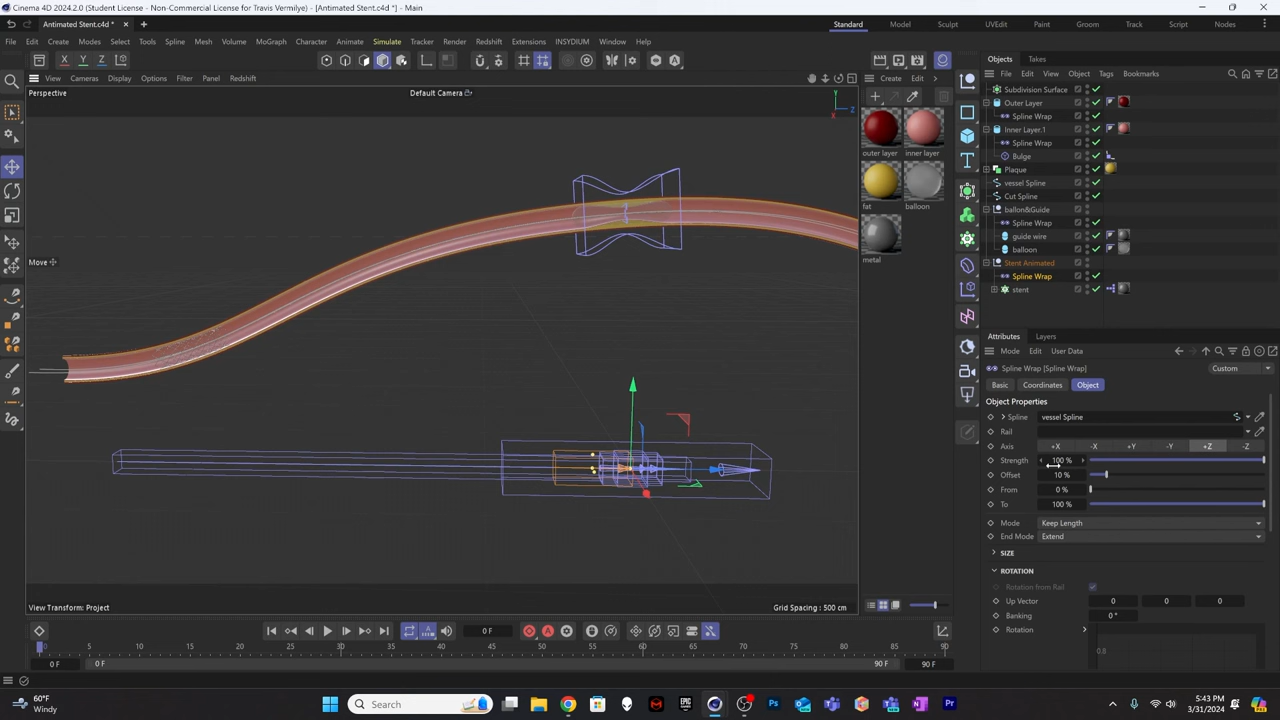 Cinema 4D 2024.2.0 (Student License - Non-Commercial License for Travis Vermilye) - [Antimated Stent.c4d *] - Main
Antimated Stent.c4d *
Standard Model Sculpt UVEdit Paint Groom Track Script Nodes
File Edit Create Modes Select Tools Spline Mesh Volume MoGraph Character Animate Simulate Tracker Render Redshift Extensions INSYDIUM Window Help
X Y Z
Objects Takes
View Cameras Display Options Filter Panel Redshift
Create Edit
File Edit View Object Tags Bookmarks
Perspective
Default Camera
Y
Z
X
Subdivision Surface
Outer Layer
Spline Wrap
Inner Layer.1
Spline Wrap
Bulge
Plaque
vessel Spline
Cut Spline
ballon&Guide
Spline Wrap
guide wire
balloon
Stent Animated
Spline Wrap
stent
outer layer
inner layer
fat
balloon
metal
Move
Attributes Layers
Mode Edit User Data
Spline Wrap [Spline Wrap]
Custom
Basic Coordinates Object
Object Properties
Spline vessel Spline
Rail
Axis +X -X +Y -Y +Z -Z
Strength 100 %
Offset 10 %
From 0 %
To 100 %
Mode Keep Length
End Mode Extend
SIZE
ROTATION
Rotation from Rail
Up Vector 0 0 0
Banking 0 °
Rotation
0.8
View Transform: Project
Grid Spacing : 500 cm
0 F
0 5 10 15 20 25 30 35 40 45 50 55 60 65 70 75 80 85 90
0 F 0 F 90 F 90 F
60°F
Windy
Search
5:43 PM
3/31/2024